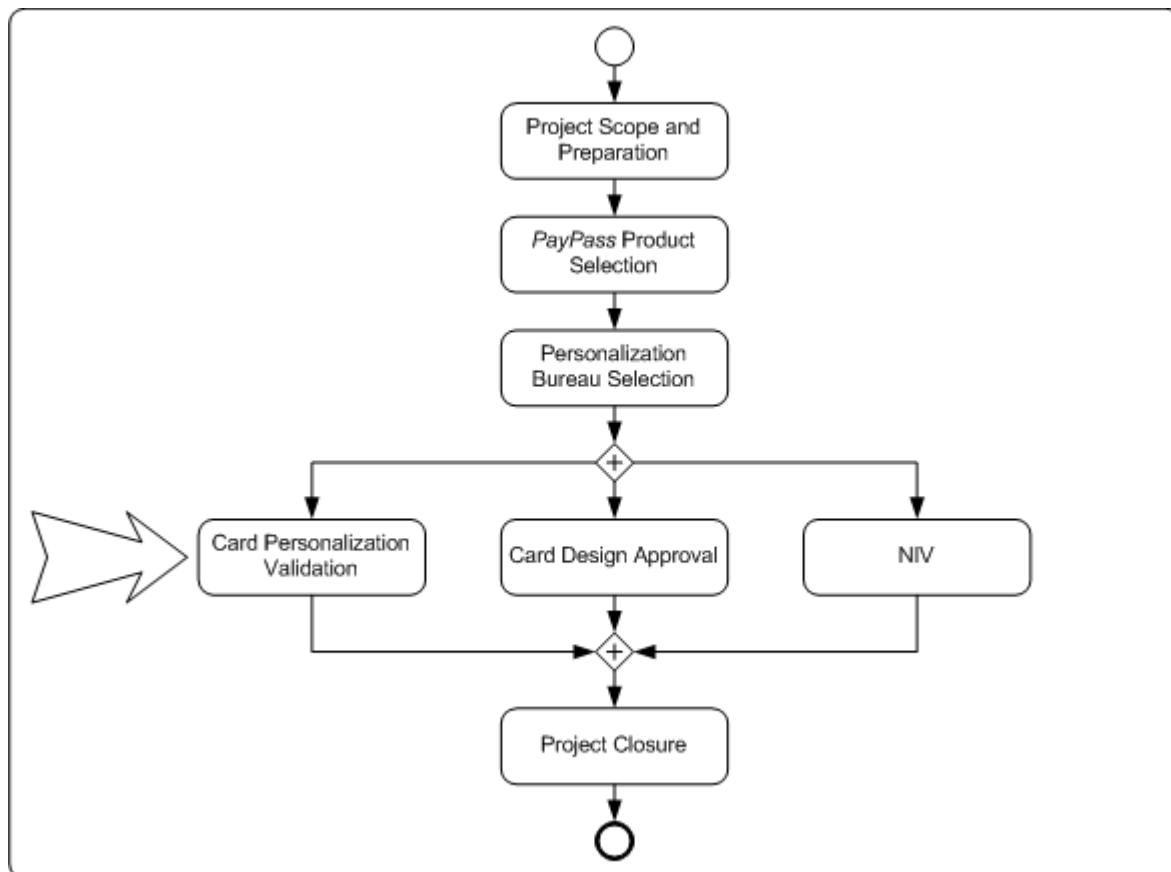 Project Scope and
Preparation
PayPass Product
Selection
Personalization
Bureau Selection
Card Personalization
Validation
Card Design Approval
NIV
Project Closure